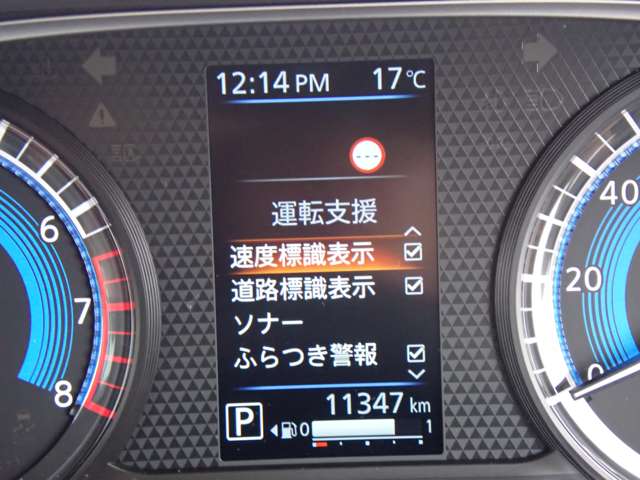 12:14 PM 17℃
---
運転支援
速度標識表示
道路標識表示
ソナー
ふらつき警報
11347 km
P 0 1
6
7
8
40
20
0